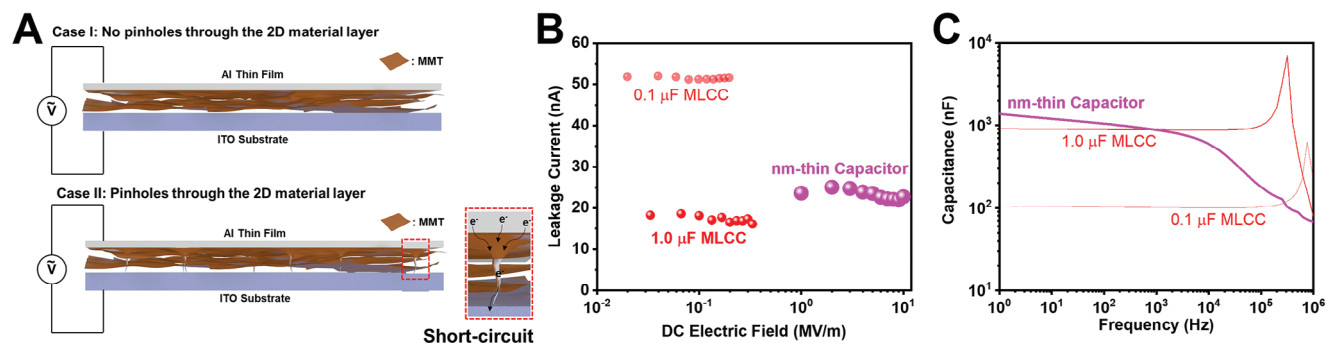 A
Case I: No pinholes through the 2D material layer
: MMT
Al Thin Film
Ṽ
ITO Substrate
Case II: Pinholes through the 2D material layer
: MMT
Al Thin Film
Ṽ
ITO Substrate
e-
e-
e-
e-
Short-circuit
B
Leakage Current (nA)
60
50
40
30
20
10
0
0.1 μF MLCC
nm-thin Capacitor
1.0 μF MLCC
10-2
10-1
100
101
DC Electric Field (MV/m)
C
Capacitance (nF)
104
103
102
101
nm-thin Capacitor
1.0 μF MLCC
0.1 μF MLCC
100
101
102
103
104
105
106
Frequency (Hz)